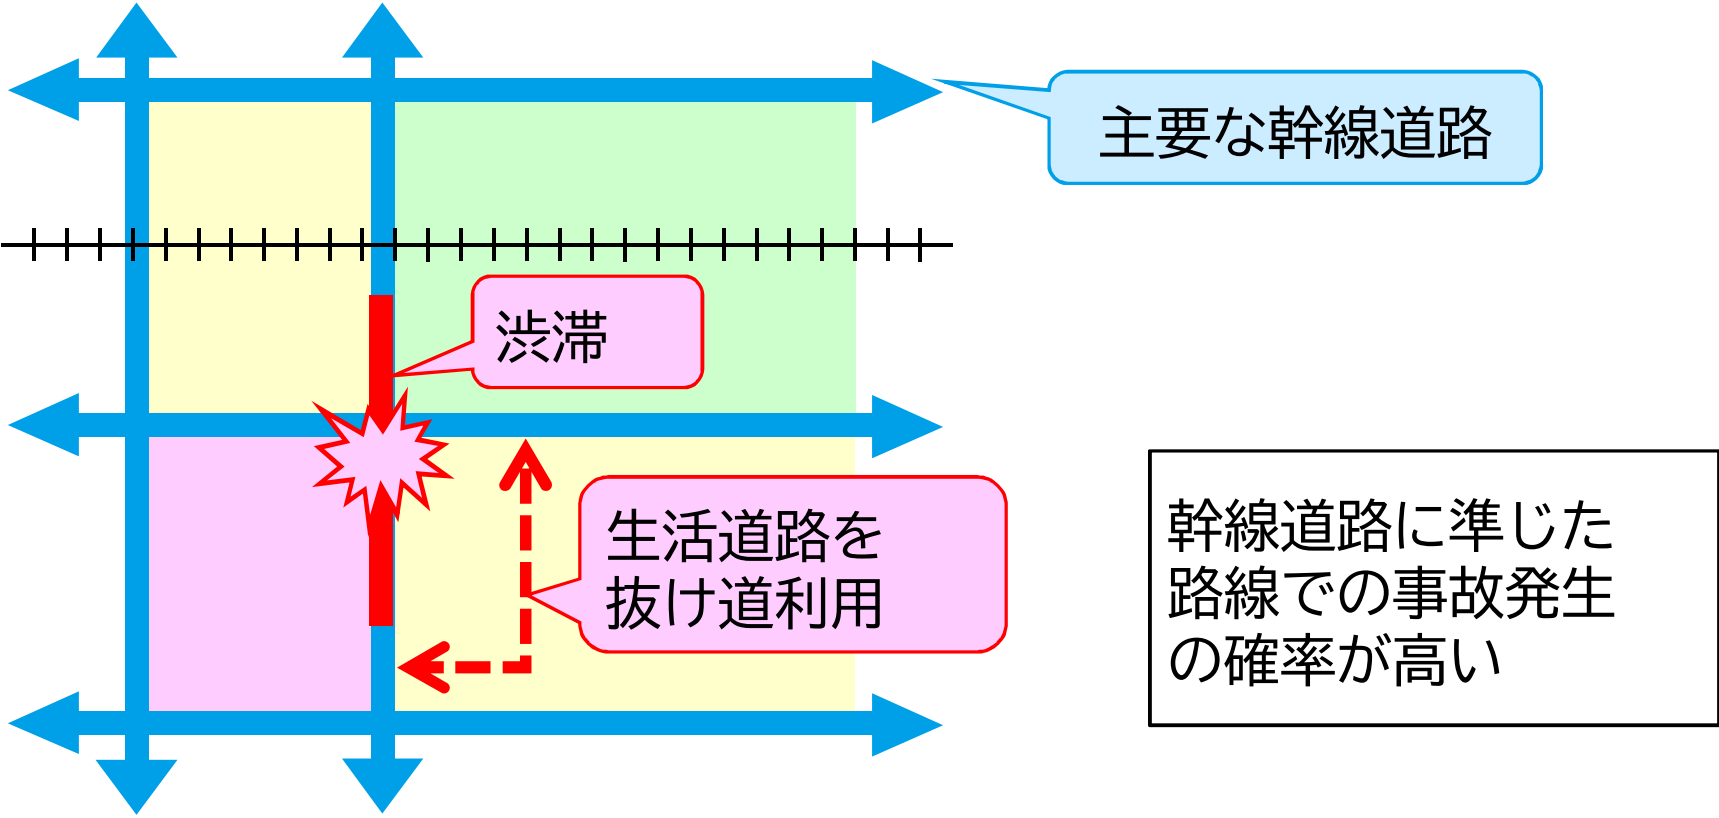 主要な幹線道路
渋滞
生活道路を
抜け道利用
幹線道路に準じた
路線での事故発生
の確率が高い